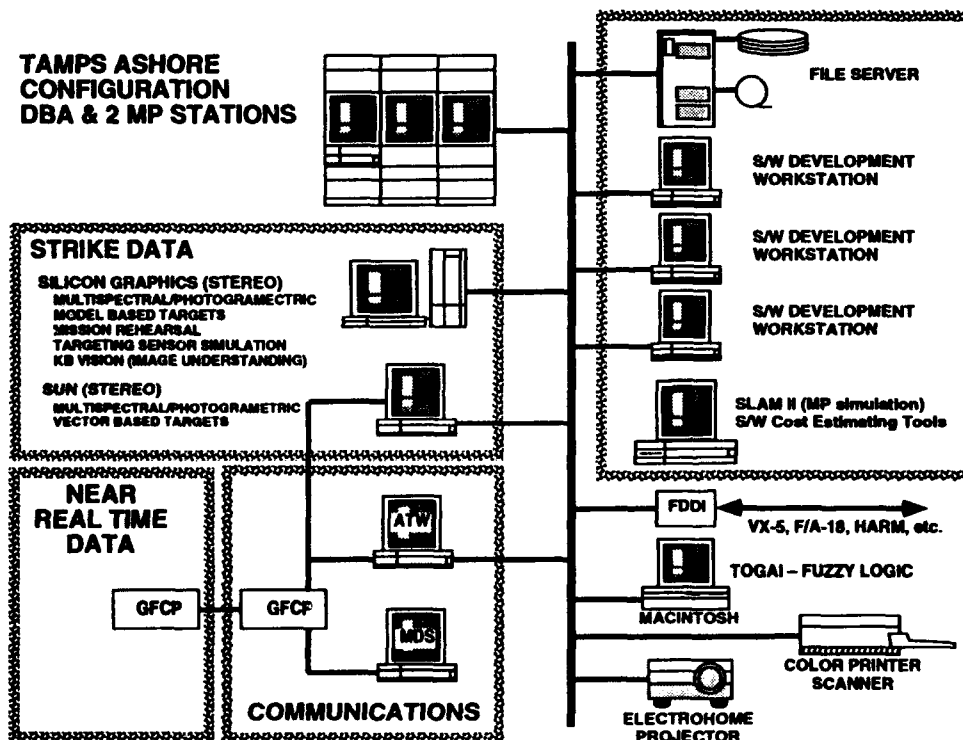 TAMPS ASHORE
CONFIGURATION
DBA & 2 MP STATIONS
FILE SERVER
S/W DEVELOPMENT
WORKSTATION
S/W DEVELOPMENT
WORKSTATION
S/W DEVELOPMENT
WORKSTATION
SLAM II (MP simulation)
S/W Cost Estimating Tools
STRIKE DATA
SILICON GRAPHICS (STEREO)
MULTISPECTRAL/PHOTOGRAMECTRIC
MODEL BASED TARGETS
MISSION REHEARSAL
TARGETING SENSOR SIMULATION
KB VISION (IMAGE UNDERSTANDING)
SUN (STEREO)
MULTISPECTRAL/PHOTOGRAMETRIC
VECTOR BASED TARGETS
NEAR
REAL TIME
DATA
GFCP
GFCP
ATW
MDS
COMMUNICATIONS
FDDI
VX-5, F/A-18, HARM, etc.
TOGAI – FUZZY LOGIC
MACINTOSH
COLOR PRINTER
SCANNER
ELECTROHOME
PROJECTOR